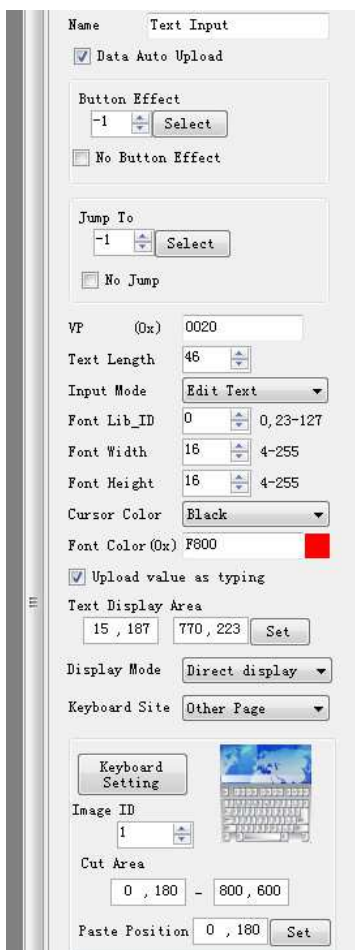 Name Text Input
Data Auto Upload
Button Effect
-1 Select
No Button Effect
Jump To
-1 Select
No Jump
VP (0x) 0020
Text Length 46
Input Mode Edit Text
Font Lib_ID 0 0,23-127
Font Width 16 4-255
Font Height 16 4-255
Cursor Color Black
Font Color(0x) F800
Upload value as typing
Text Display Area
15 ,187 770,223 Set
Display Mode Direct display
Keyboard Site Other Page
Keyboard
Setting
Image ID
1
Cut Area
0 ,180 - 800,600
Paste Position 0 ,180 Set